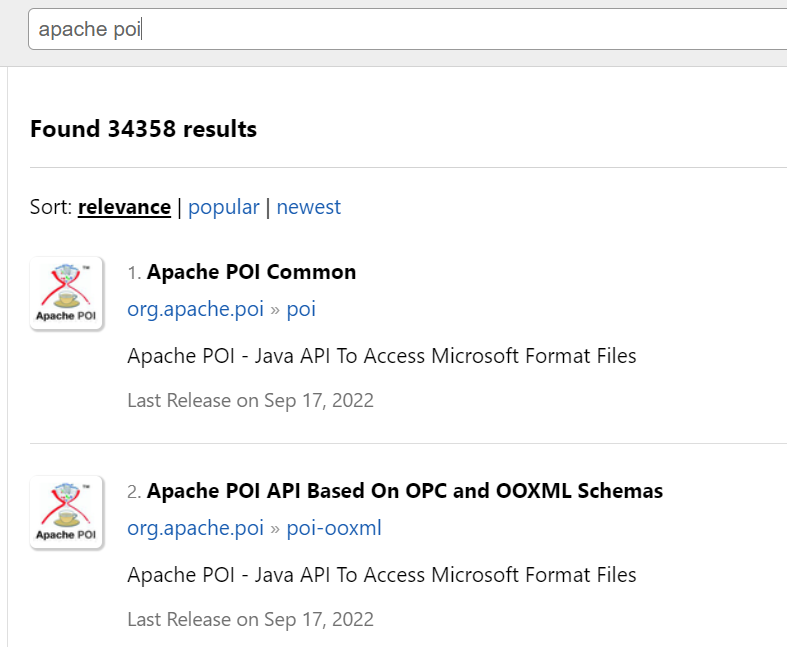 apache poi
Found 34358 results
Sort: relevance | popular | newest
1. Apache POI Common
org.apache.poi » poi
Apache POI - Java API To Access Microsoft Format Files
Last Release on Sep 17, 2022
™
Apache POI
2. Apache POI API Based On OPC and OOXML Schemas
org.apache.poi » poi-ooxml
Apache POI - Java API To Access Microsoft Format Files
Last Release on Sep 17, 2022
™
Apache POI